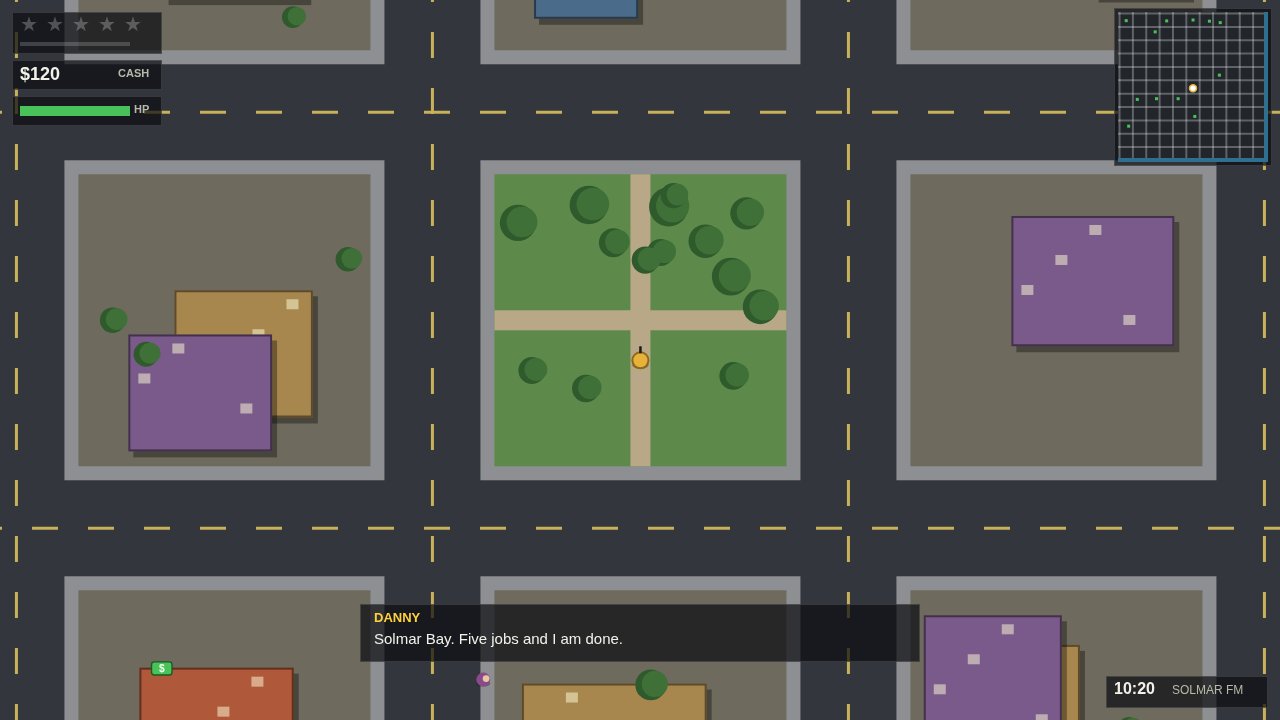 $120 CASH
HP
DANNY
Solmar Bay. Five jobs and I am done.
$
10:20 SOLMAR FM